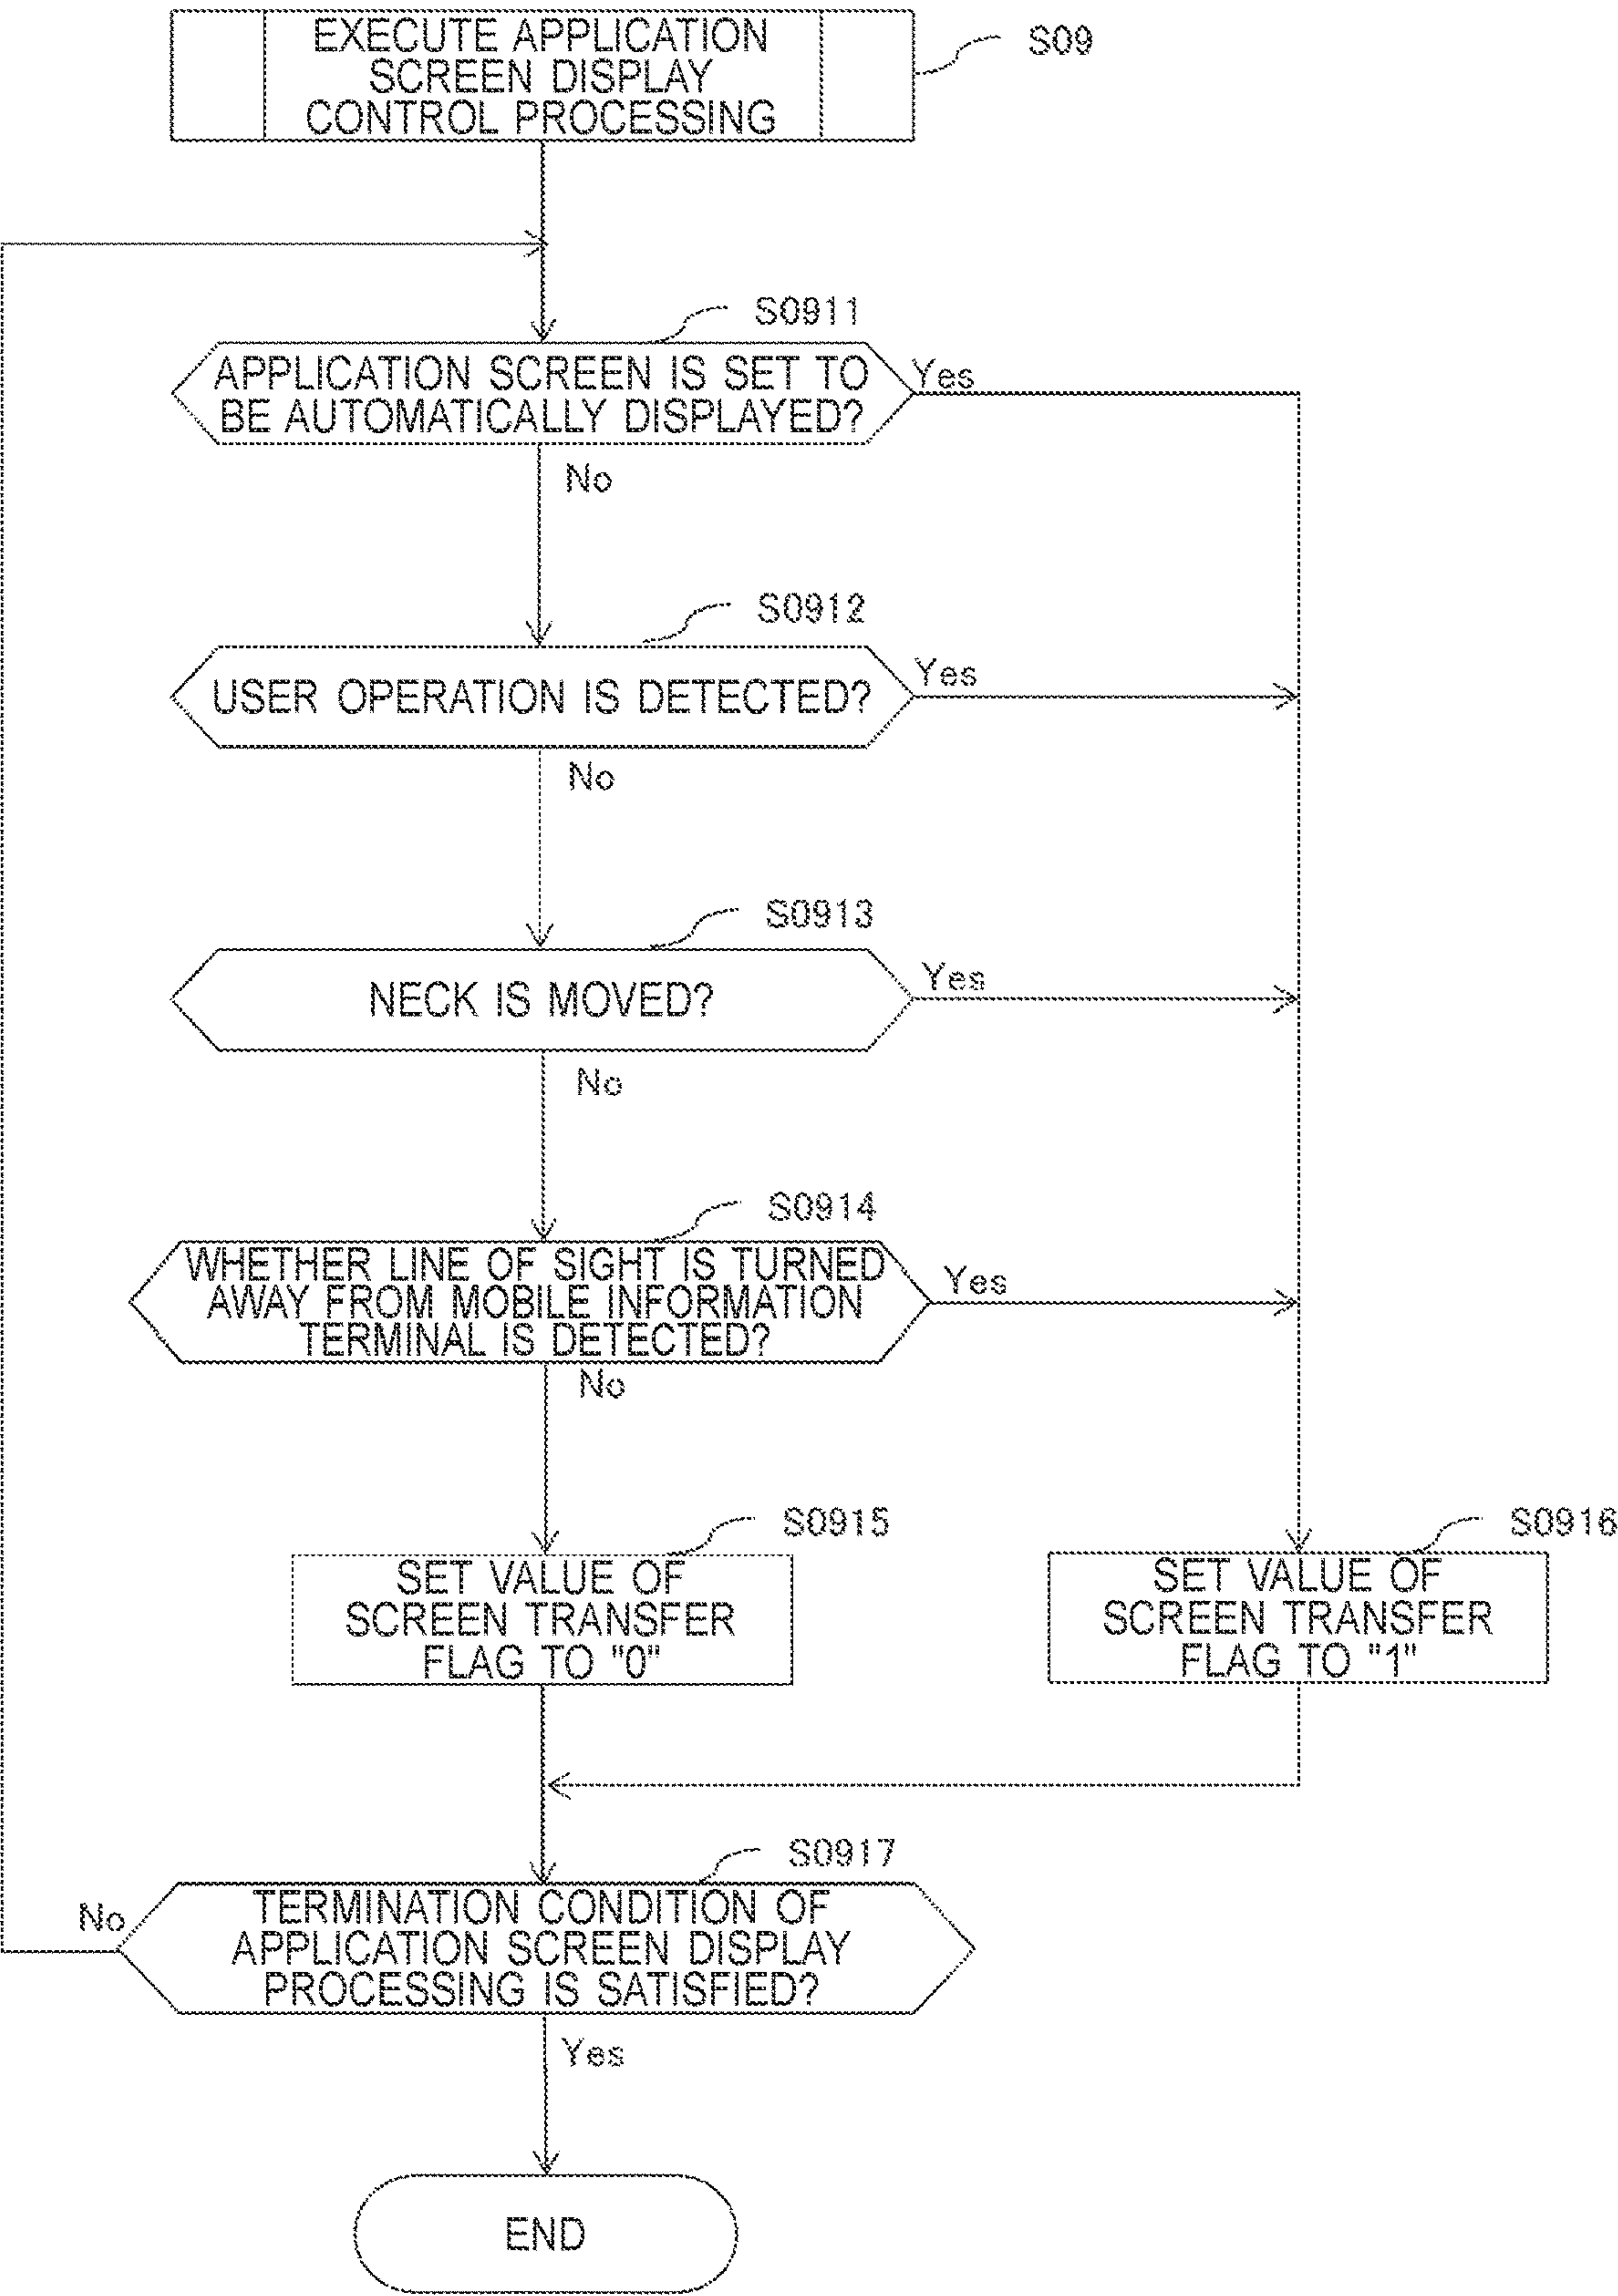 EXECUTE APPLICATION
SCREEN DISPLAY
CONTROL PROCESSING
S09
S0911
APPLICATION SCREEN IS SET TO
BE AUTOMATICALLY DISPLAYED?
Yes
No
S0912
USER OPERATION IS DETECTED?
Yes
No
S0913
NECK IS MOVED?
Yes
No
S0914
WHETHER LINE OF SIGHT IS TURNED
AWAY FROM MOBILE INFORMATION
TERMINAL IS DETECTED?
Yes
No
S0915
SET VALUE OF
SCREEN TRANSFER
FLAG TO "0"
S0916
SET VALUE OF
SCREEN TRANSFER
FLAG TO "1"
S0917
TERMINATION CONDITION OF
APPLICATION SCREEN DISPLAY
PROCESSING IS SATISFIED?
No
Yes
END